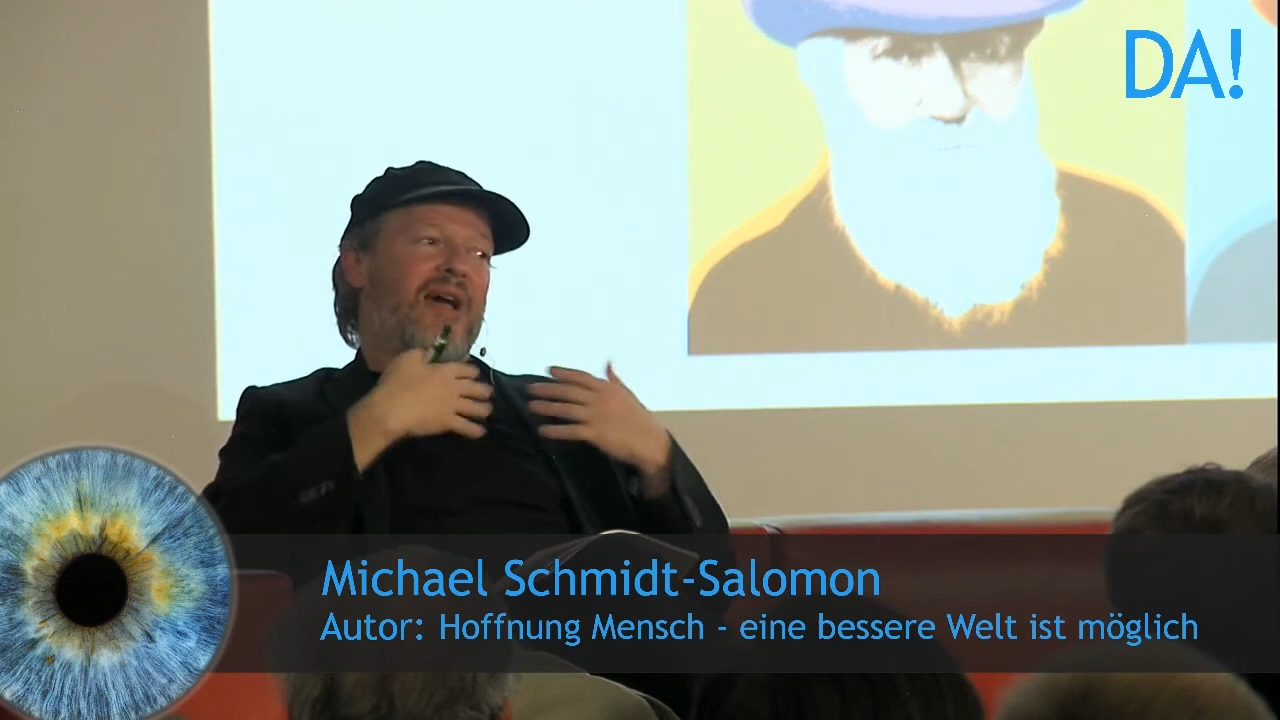 DA!
Michael Schmidt-Salomon
Autor: Hoffnung Mensch - eine bessere Welt ist möglich